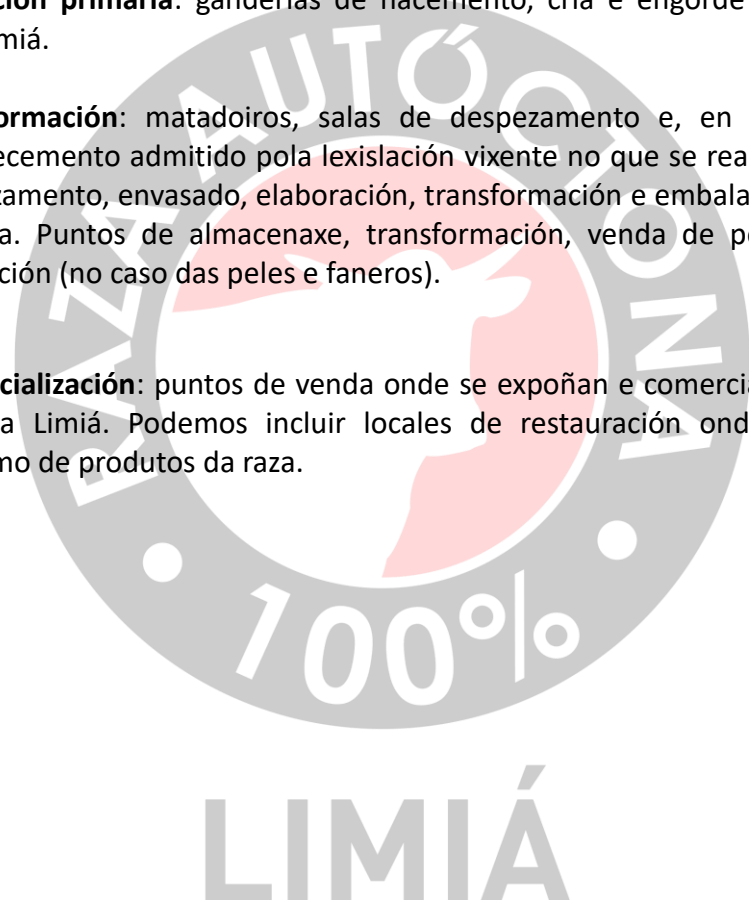 ción primaria: ganderías de nacemento, cría e engorde
imiá.
ormación: matadoiros, salas de despezamento e, en
ecemento admitido pola lexislación vixente no que se rea
zamento, envasado, elaboración, transformación e embala
a. Puntos de almacenaxe, transformación, venda de pe
ción (no caso das peles e faneros).
cialización: puntos de venda onde se expoñan e comercia
a Limiá. Podemos incluir locales de restauración ond
mo de produtos da raza.
RAZA AUTÓCTONA
100%
LIMIÁ